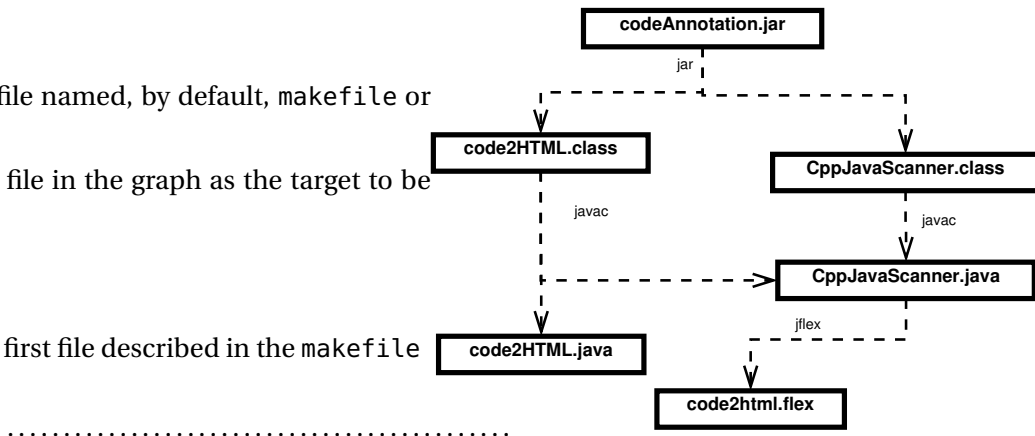 codeAnnotation.jar
jar
file named, by default, makefile or
code2HTML.class
CppJavaScanner.class
file in the graph as the target to be
javac
javac
CppJavaScanner.java
jflex
first file described in the makefile
code2HTML.java
code2html.flex
..............................................